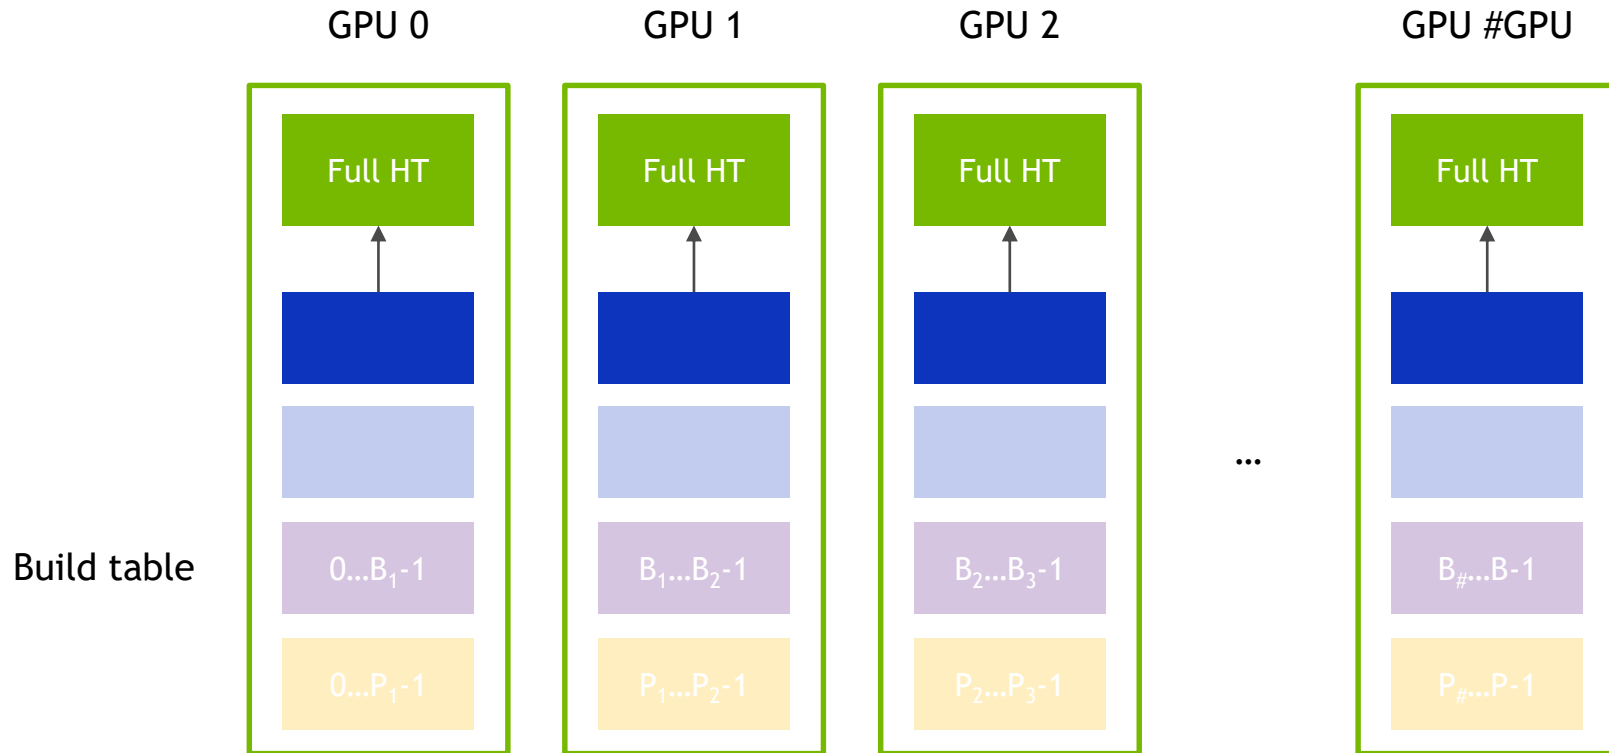 GPU 0 GPU 1 GPU 2 GPU #GPU
Full HT Full HT Full HT Full HT
…
Build table 0…B₁-1 B₁…B₂-1 B₂…B₃-1 B#…B-1
0…P₁-1 P₁…P₂-1 P₂…P₃-1 P#…P-1